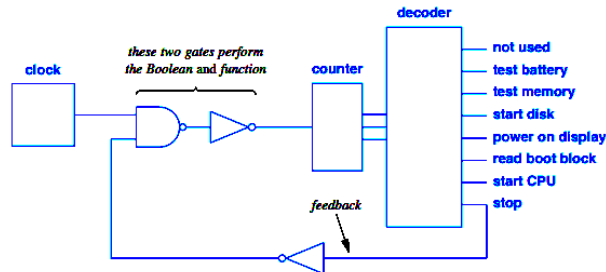 decoder
these two gates perform
the Boolean and function
clock
counter
not used
test battery
test memory
start disk
power on display
read boot block
start CPU
stop
feedback